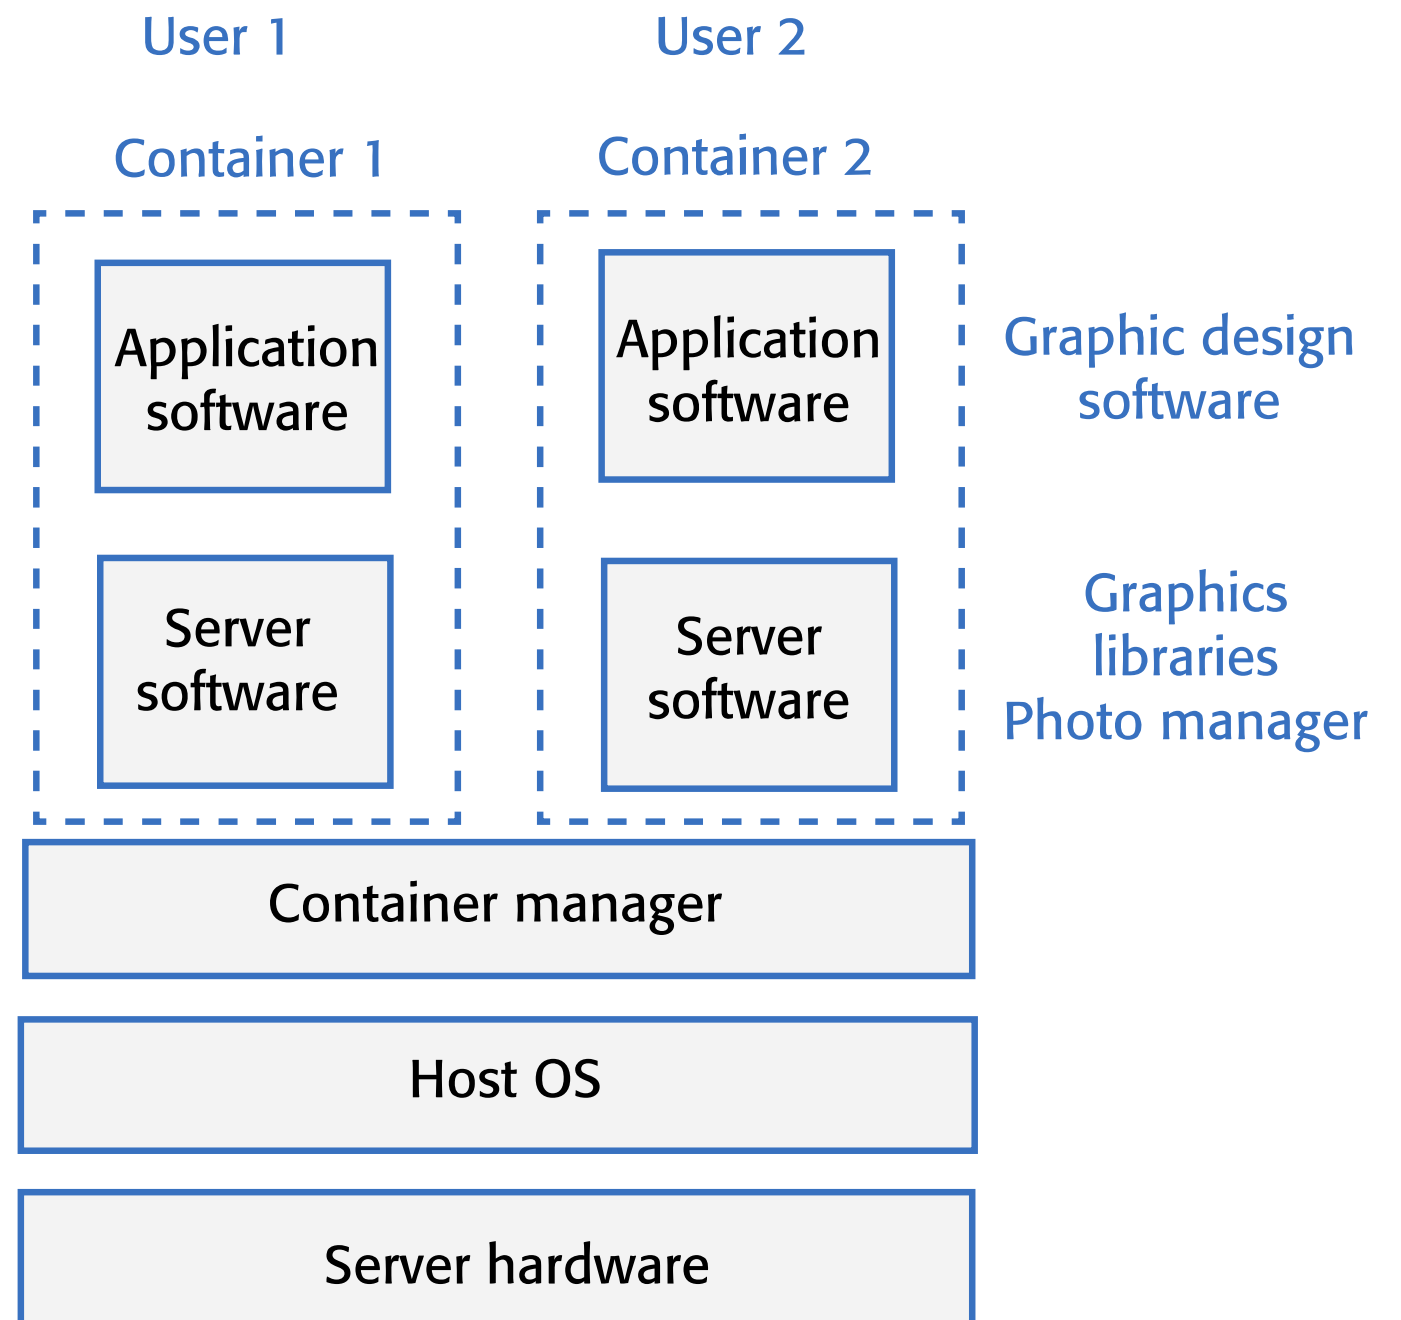 User 1
User 2
Container 1
Container 2
Application
software
Application
software
Graphic design
software
Server
software
Server
software
Graphics
libraries
Photo manager
Container manager
Host OS
Server hardware